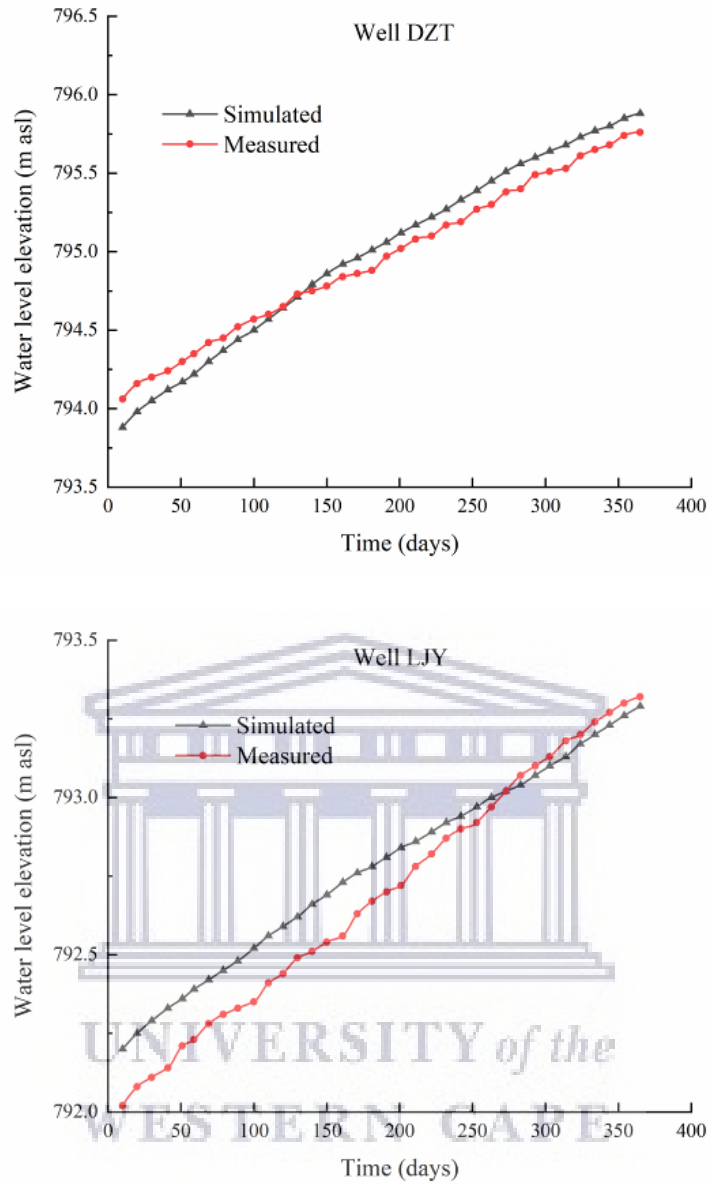 Well DZT
Simulated
Measured
Water level elevation (m asl)
796.5
796.0
795.5
795.0
794.5
794.0
793.5
0 50 100 150 200 250 300 350 400
Time (days)
Well LJY
Simulated
Measured
Water level elevation (m asl)
793.5
793.0
792.5
792.0
0 50 100 150 200 250 300 350 400
Time (days)
UNIVERSITY of the
WESTERN CAPE